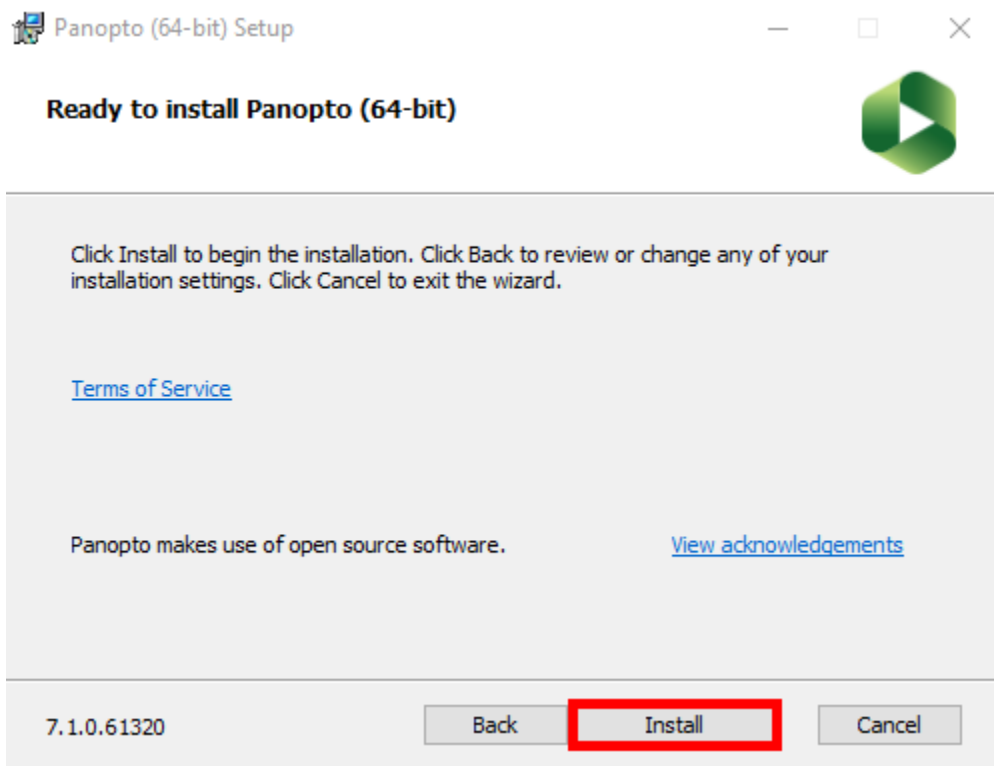 Panopto (64-bit) Setup
Ready to install Panopto (64-bit)
Click Install to begin the installation. Click Back to review or change any of your
installation settings. Click Cancel to exit the wizard.
Terms of Service
Panopto makes use of open source software. View acknowledgements
7.1.0.61320 Back Install Cancel